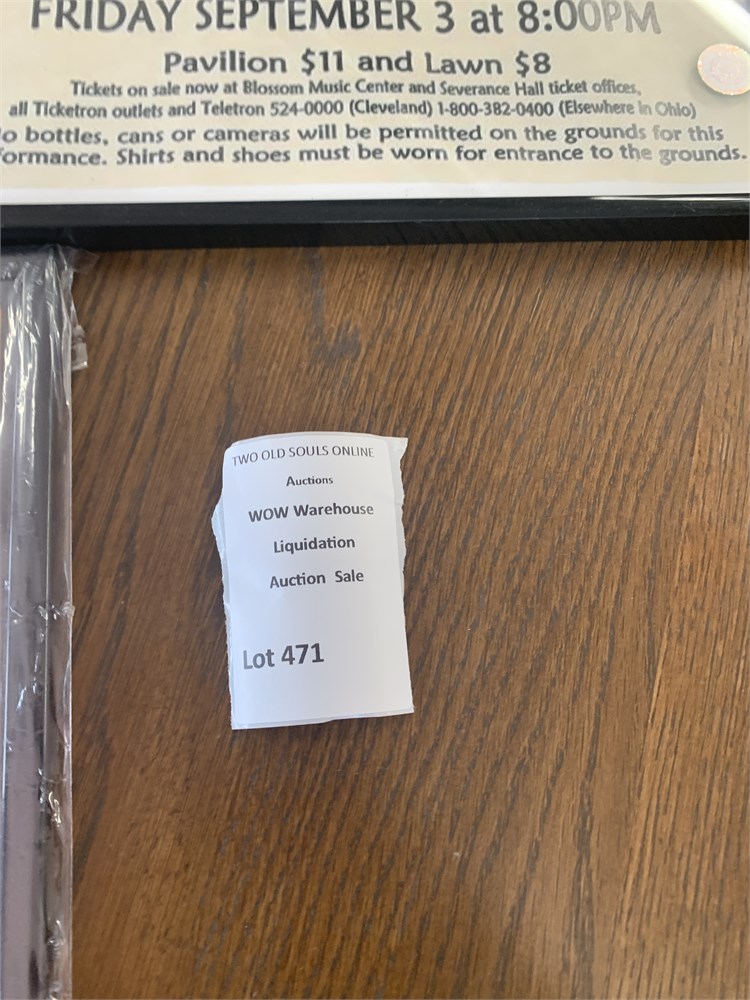 FRIDAY SEPTEMBER 3 at 8:00PM
Pavilion $11 and Lawn $8
Tickets on sale now at Blossom Music Center and Severance Hall ticket offices,
all Ticketron outlets and Teletron 524-0000 (Cleveland) 1-800-382-0400 (Elsewhere in Ohio)
o bottles, cans or cameras will be permitted on the grounds for this
ormance. Shirts and shoes must be worn for entrance to the grounds.
TWO OLD SOULS ONLINE
Auctions
WOW Warehouse
Liquidation
Auction Sale
Lot 471